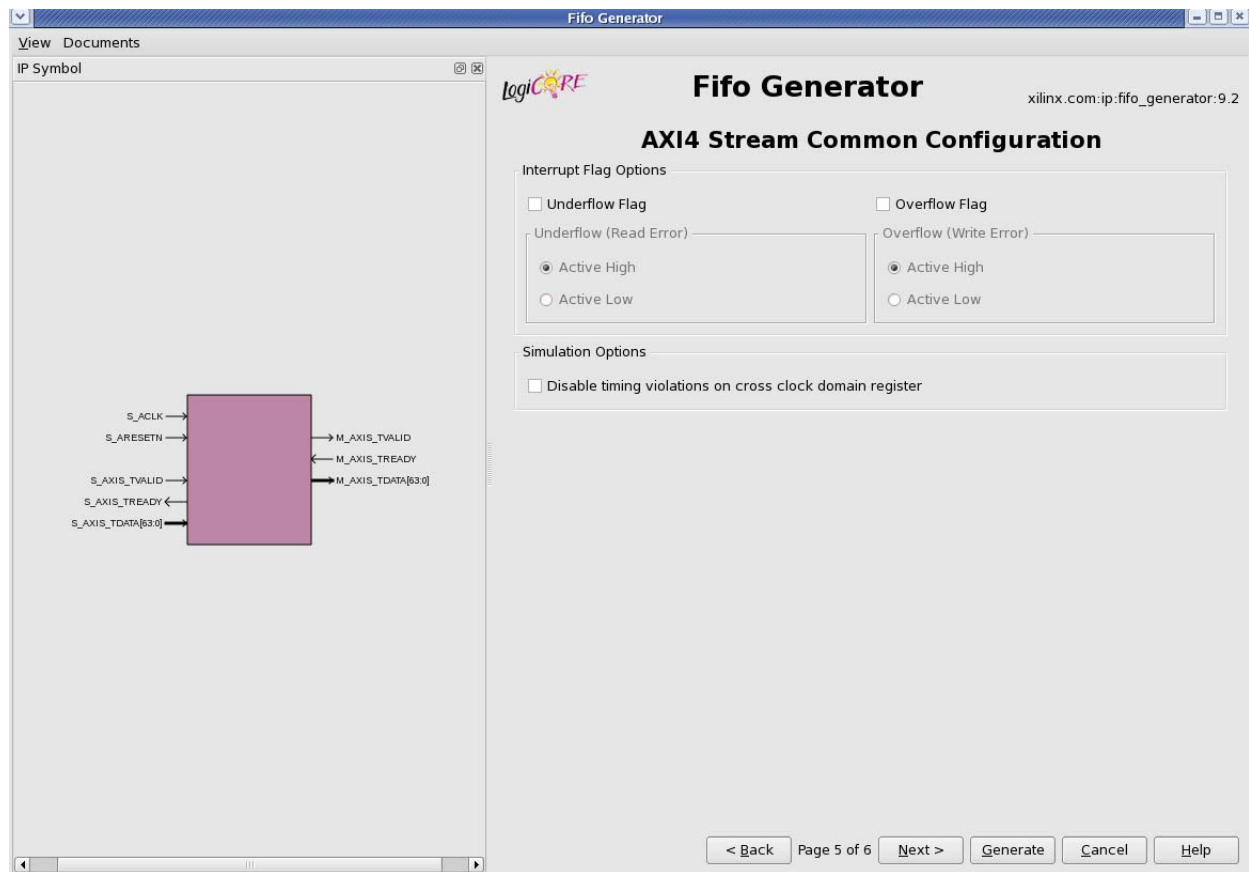 Fifo Generator
View Documents
IP Symbol
S_ACLK
S_ARESETN
S_AXIS_TVALID
S_AXIS_TREADY
S_AXIS_TDATA[63:0]
M_AXIS_TVALID
M_AXIS_TREADY
M_AXIS_TDATA[63:0]
LogiCORE
Fifo Generator
xilinx.com:ip:fifo_generator:9.2
AXI4 Stream Common Configuration
Interrupt Flag Options
Underflow Flag
Overflow Flag
Underflow (Read Error)
Active High
Active Low
Overflow (Write Error)
Active High
Active Low
Simulation Options
Disable timing violations on cross clock domain register
< Back Page 5 of 6 Next > Generate Cancel Help